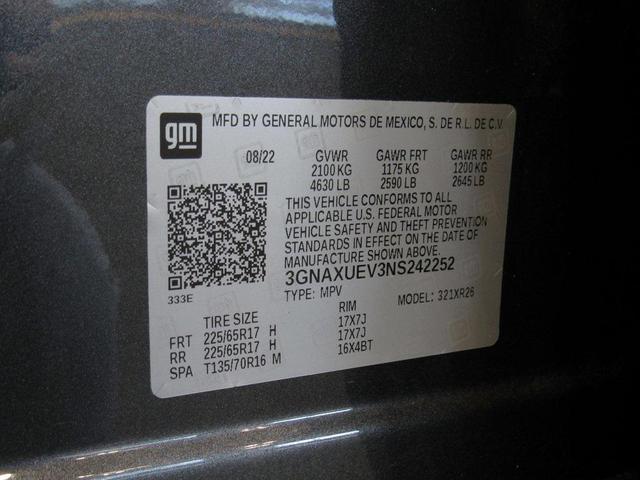 gm MFD BY GENERAL MOTORS DE MEXICO, S. DE R.L. DE C.V.
08/22 GVWR GAWR FRT GAWR RR
2100 KG 1175 KG 1200 KG
4630 LB 2590 LB 2645 LB
THIS VEHICLE CONFORMS TO ALL
APPLICABLE U.S. FEDERAL MOTOR
VEHICLE SAFETY AND THEFT PREVENTION
STANDARDS IN EFFECT ON THE DATE OF
MANUFACTURE SHOWN ABOVE.
3GNAXUEV3NS242252
333E TYPE: MPV MODEL: 321XR26
TIRE SIZE RIM
FRT 225/65R17 H 17X7J
RR 225/65R17 H 17X7J
SPA T135/70R16 M 16X4BT